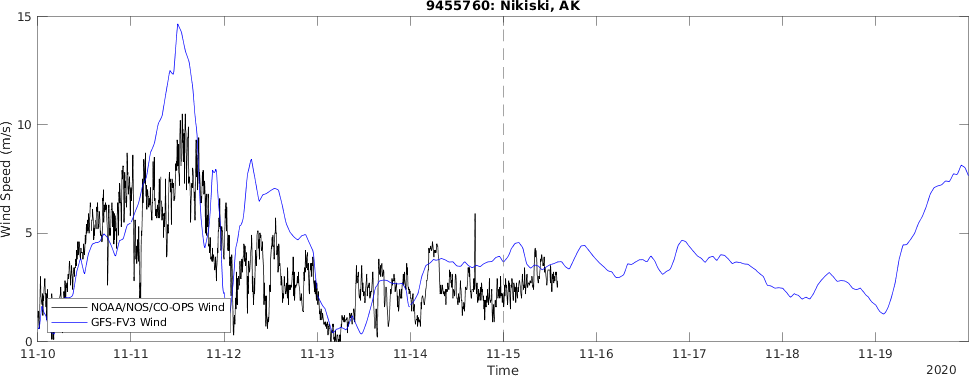 9455760: Nikiski, AK
Wind Speed (m/s)
15
10
5
0
NOAA/NOS/CO-OPS Wind
GFS-FV3 Wind
11-10 11-11 11-12 11-13 11-14 11-15 11-16 11-17 11-18 11-19
Time
2020